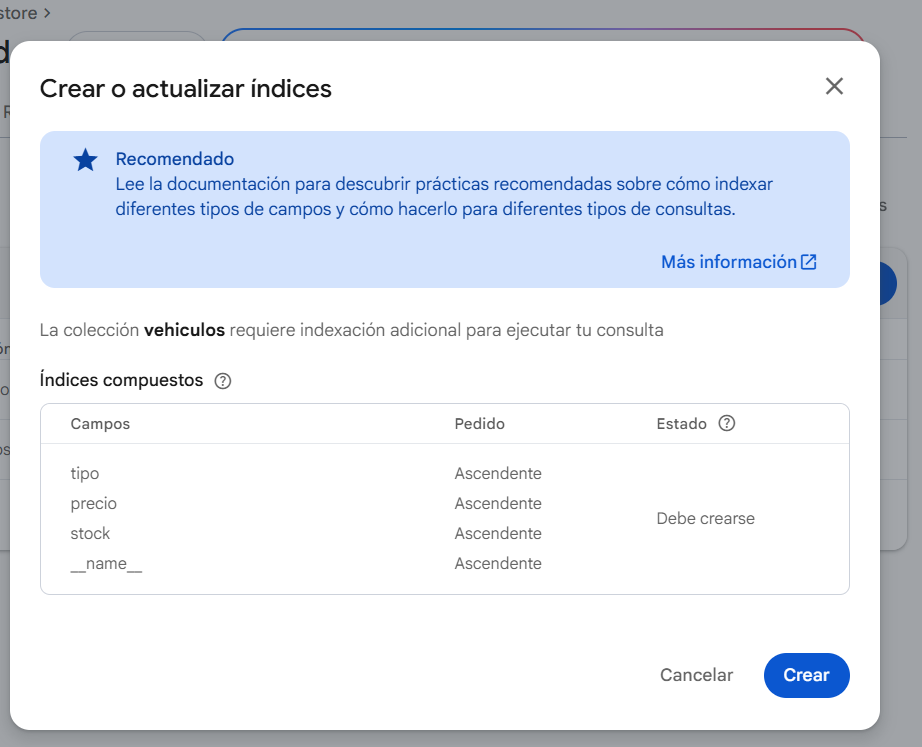 store >
Crear o actualizar índices
Recomendado
Lee la documentación para descubrir prácticas recomendadas sobre cómo indexar
diferentes tipos de campos y cómo hacerlo para diferentes tipos de consultas.
Más información
La colección vehiculos requiere indexación adicional para ejecutar tu consulta
Índices compuestos
Campos Pedido Estado
tipo Ascendente
precio Ascendente
stock Ascendente
__name__ Ascendente
Debe crearse
Cancelar Crear